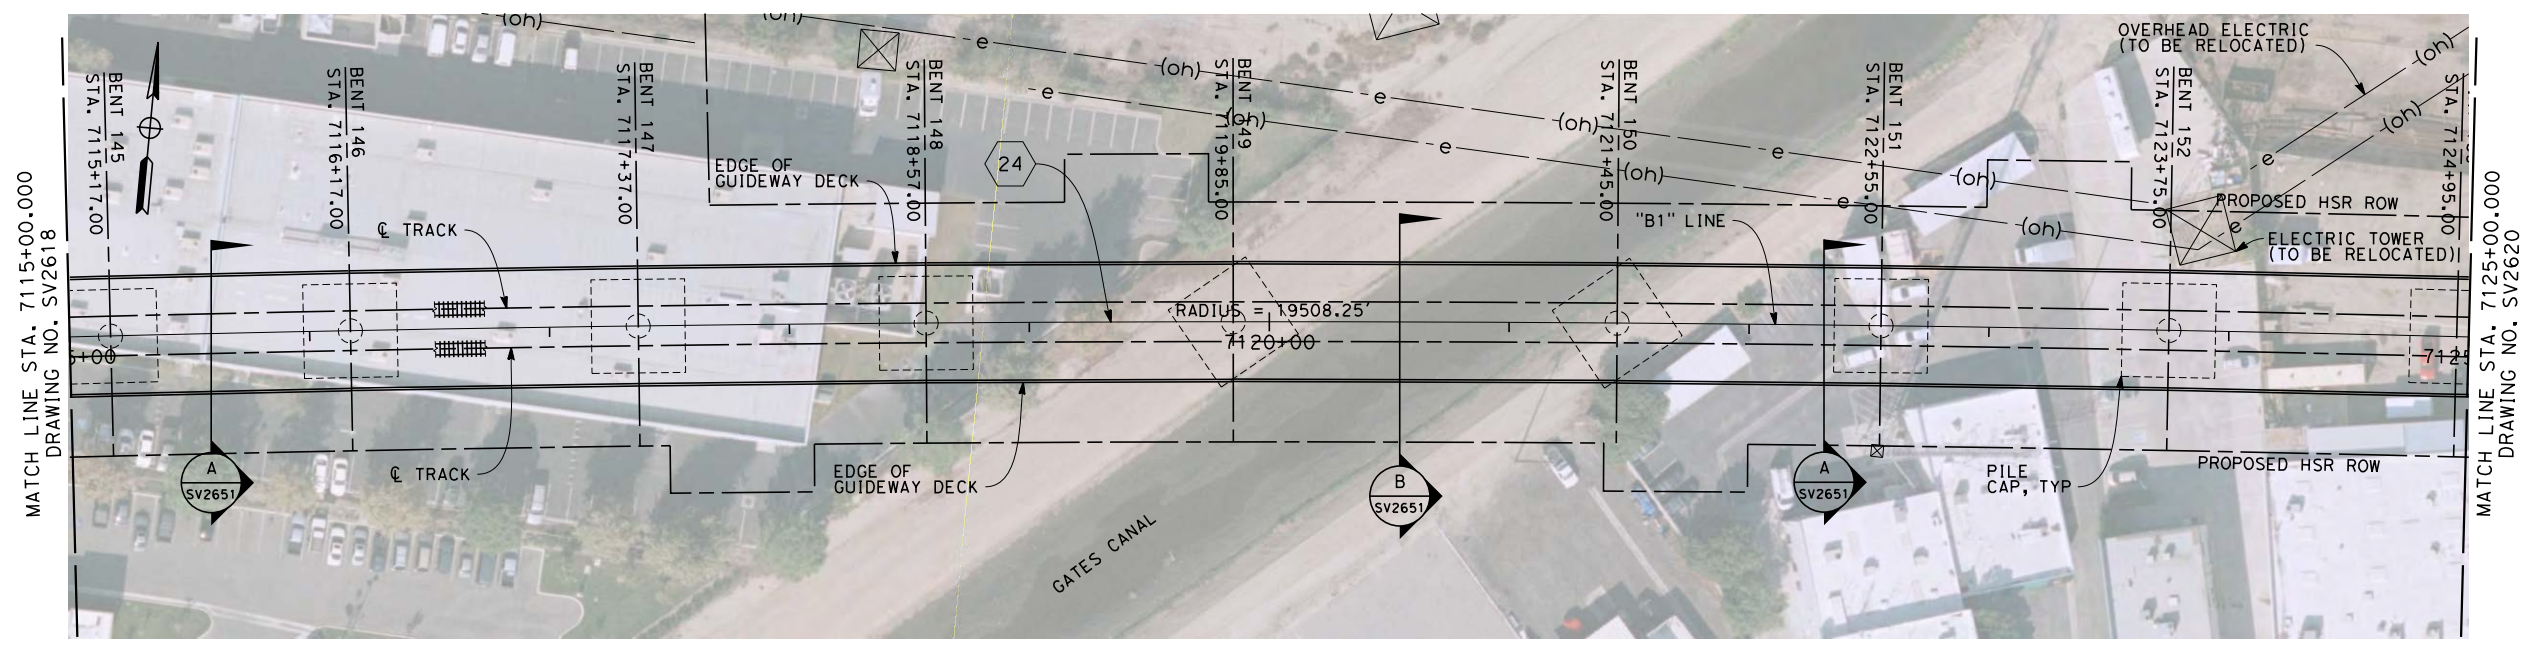 MATCH LINE STA. 7115+00.000
DRAWING NO. SV2618
BENT 145
STA. 7115+17.00
BENT 146
STA. 7116+17.00
BENT 147
STA. 7117+37.00
BENT 148
STA. 7118+57.00
BENT 149
STA. 7119+85.00
BENT 150
STA. 7121+45.00
BENT 151
STA. 7122+55.00
BENT 152
STA. 7123+75.00
STA. 7124+95.00
(oh)
(oh)
e
(oh)
e
(oh)
e
(oh)
e
(oh)
e
(oh)
e
(oh)
e
(oh)
(oh)
e
(oh)
e
OVERHEAD ELECTRIC
(TO BE RELOCATED)
EDGE OF
GUIDEWAY DECK
24
℄ TRACK
"B1" LINE
PROPOSED HSR ROW
ELECTRIC TOWER
(TO BE RELOCATED)
RADIUS = 19508.25'
7120+00
5+00
7125
℄ TRACK
EDGE OF
GUIDEWAY DECK
A
SV2651
B
SV2651
A
SV2651
PILE
CAP, TYP
PROPOSED HSR ROW
GATES CANAL
MATCH LINE STA. 7125+00.000
DRAWING NO. SV2620